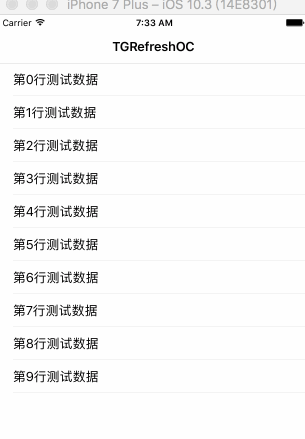 iPhone 7 Plus – iOS 10.3 (14E8301)
Carrier 7:33 AM
TGRefreshOC
第0行测试数据
第1行测试数据
第2行测试数据
第3行测试数据
第4行测试数据
第5行测试数据
第6行测试数据
第7行测试数据
第8行测试数据
第9行测试数据